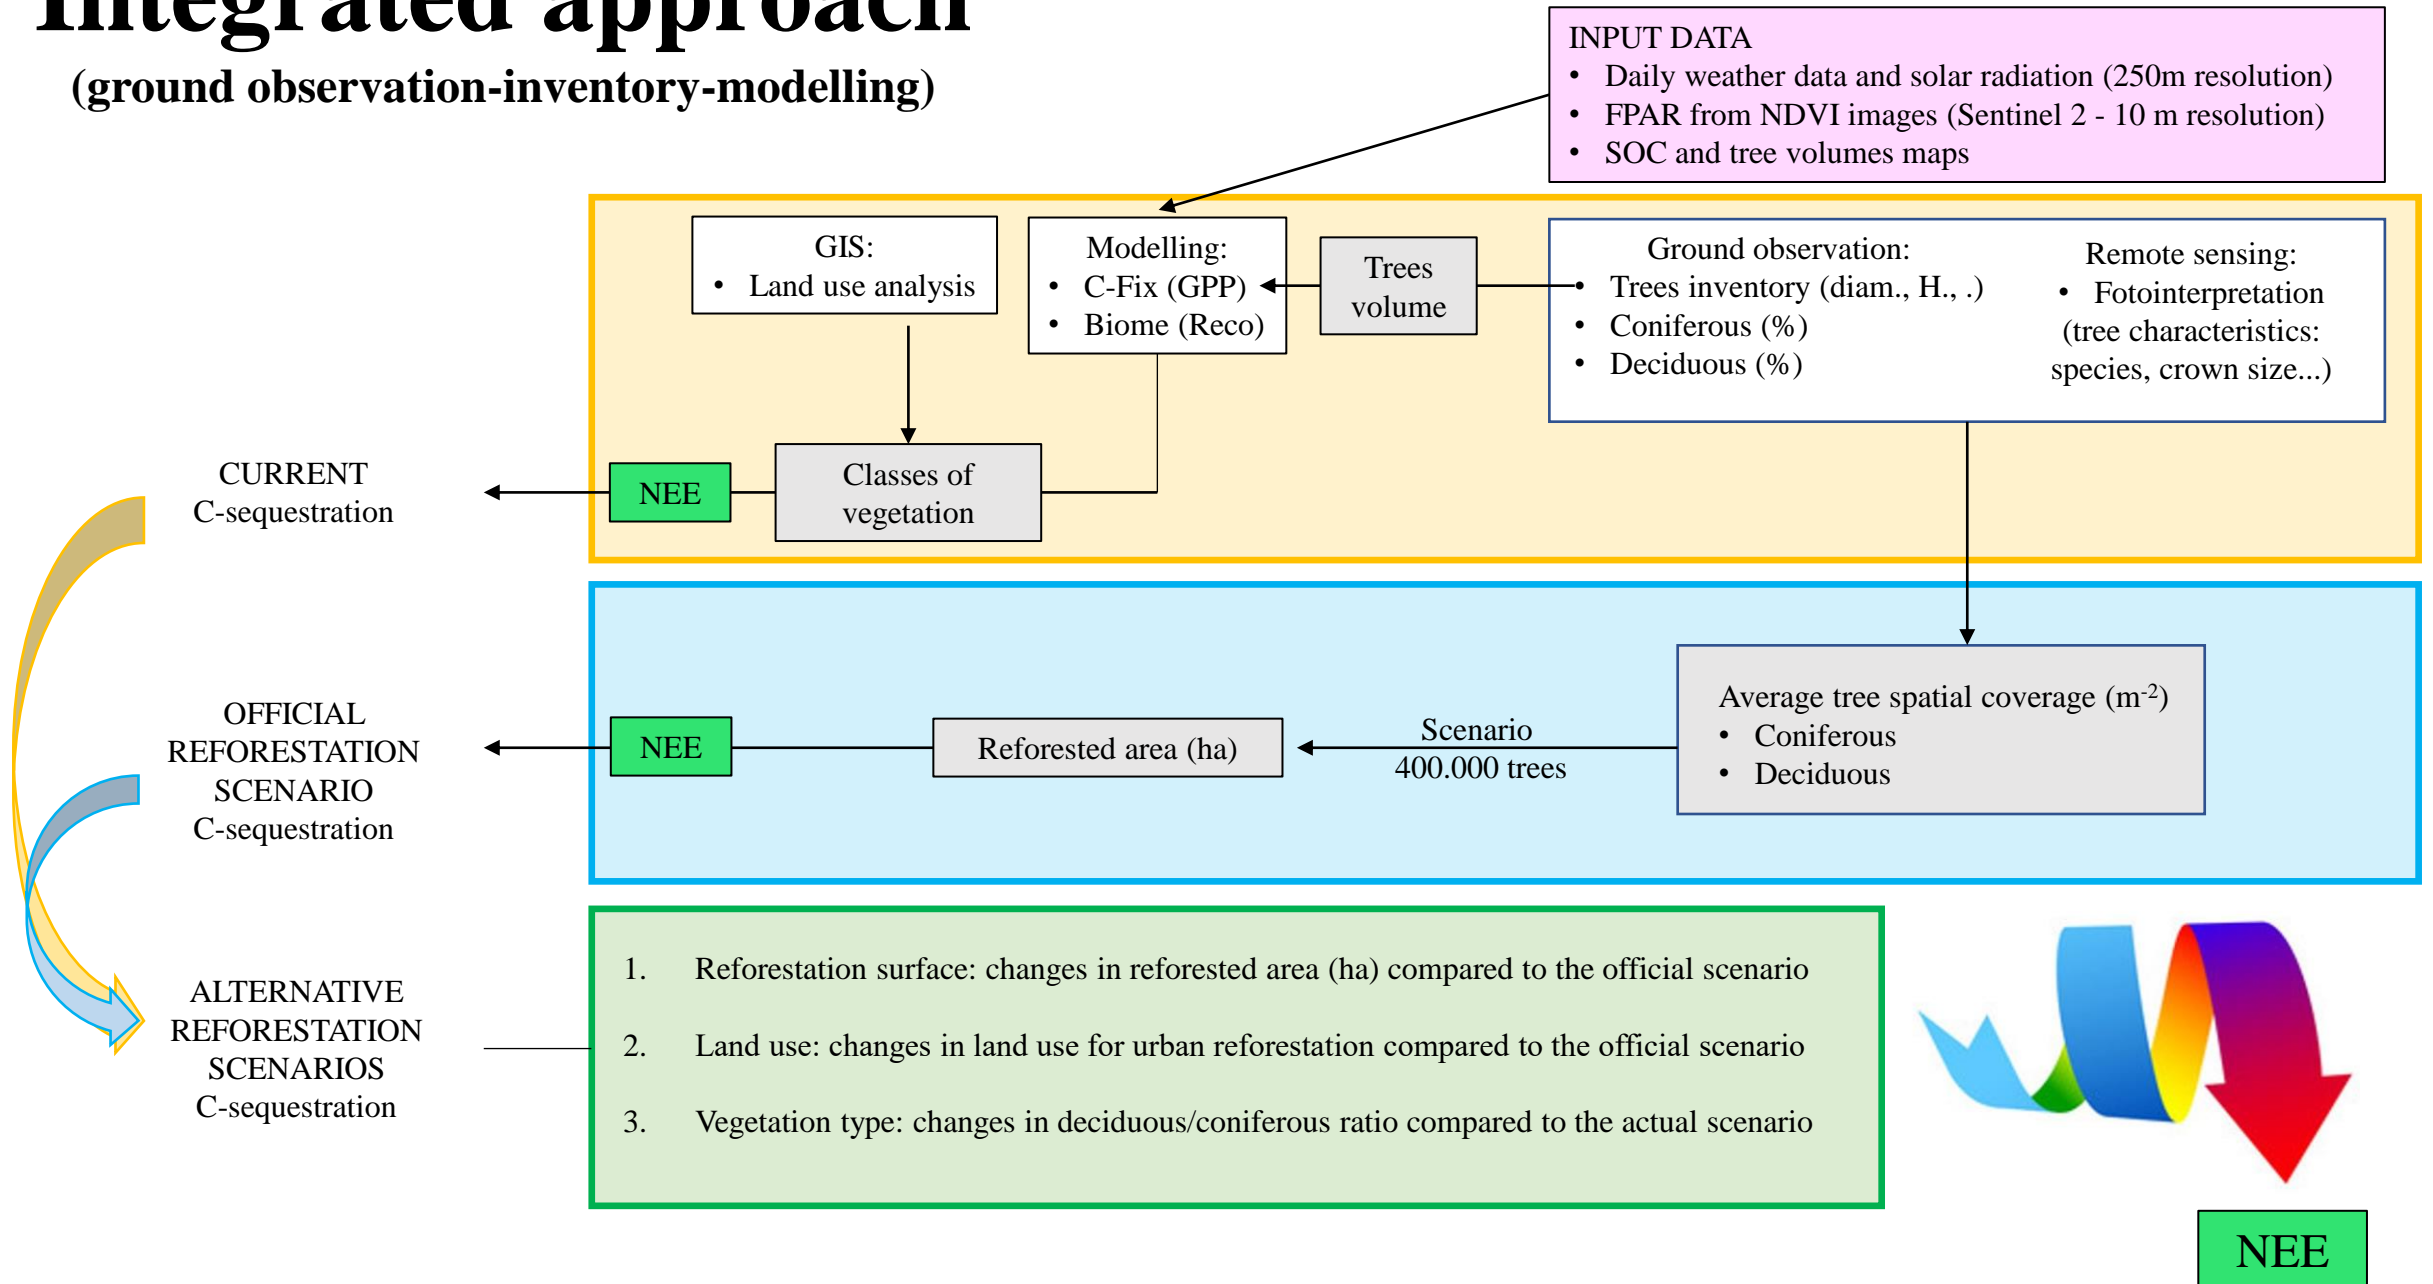 Integrated approach
(ground observation-inventory-modelling)
INPUT DATA
• Daily weather data and solar radiation (250m resolution)
• FPAR from NDVI images (Sentinel 2 - 10 m resolution)
• SOC and tree volumes maps
GIS:
• Land use analysis
Modelling:
• C-Fix (GPP)
• Biome (Reco)
Trees
volume
Ground observation:
• Trees inventory (diam., H., .)
• Coniferous (%)
• Deciduous (%)
Remote sensing:
• Fotointerpretation
(tree characteristics:
species, crown size...)
CURRENT
C-sequestration
NEE
Classes of
vegetation
OFFICIAL
REFORESTATION
SCENARIO
C-sequestration
NEE
Reforested area (ha)
Scenario
400.000 trees
Average tree spatial coverage (m-2)
• Coniferous
• Deciduous
ALTERNATIVE
REFORESTATION
SCENARIOS
C-sequestration
1. Reforestation surface: changes in reforested area (ha) compared to the official scenario
2. Land use: changes in land use for urban reforestation compared to the official scenario
3. Vegetation type: changes in deciduous/coniferous ratio compared to the actual scenario
NEE